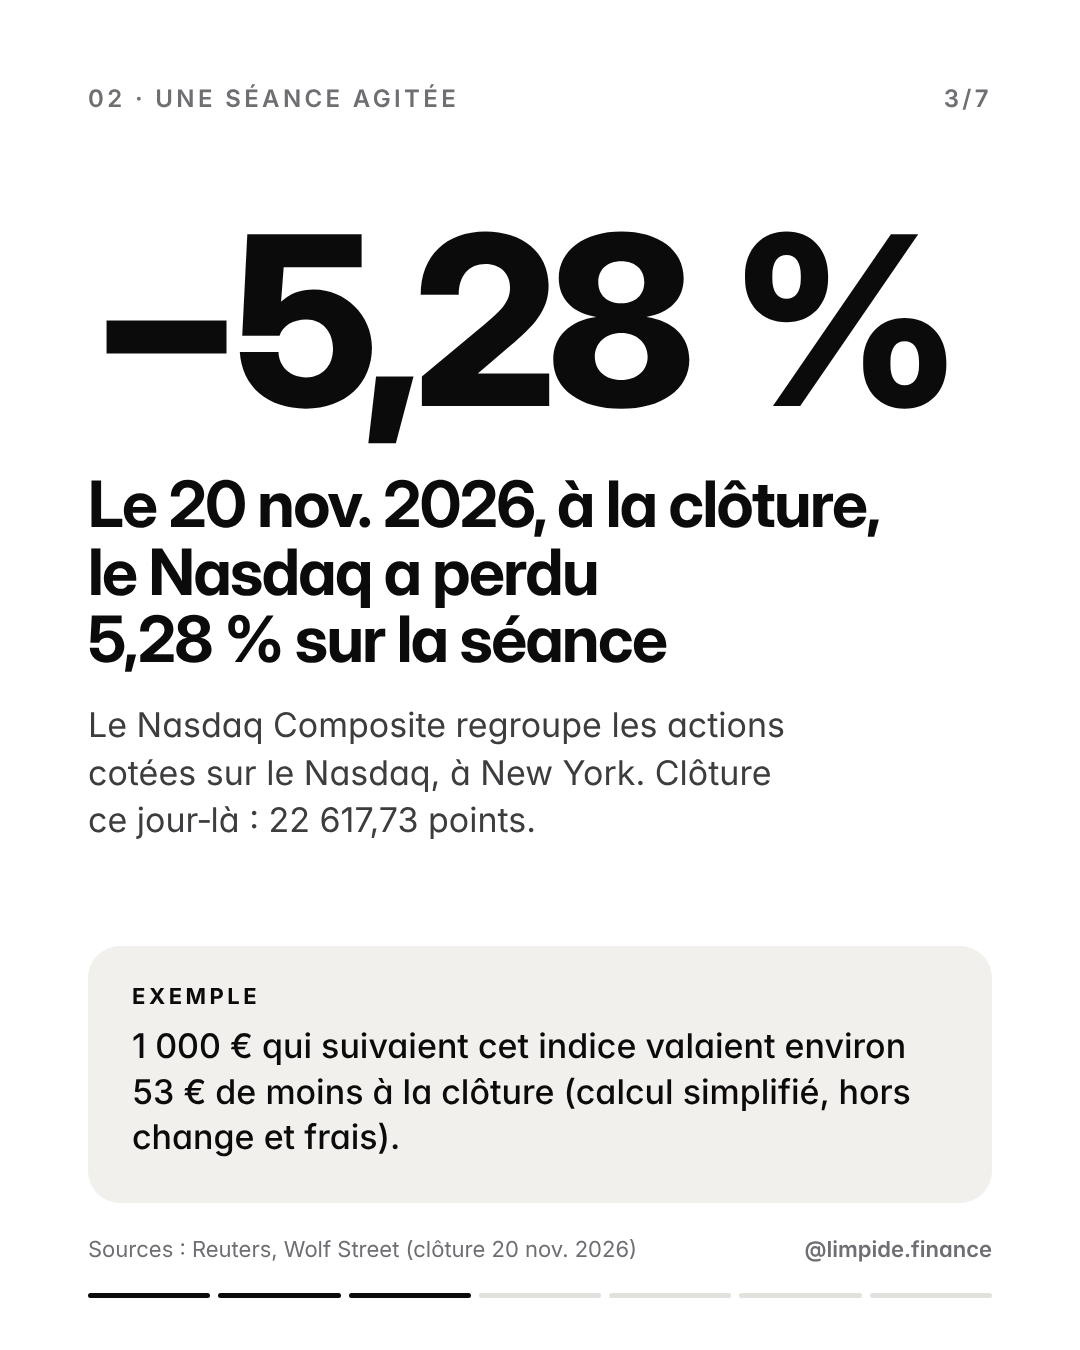 02 · UNE SÉANCE AGITÉE
3/7
–5,28 %
Le 20 nov. 2026, à la clôture,
le Nasdaq a perdu
5,28 % sur la séance
Le Nasdaq Composite regroupe les actions
cotées sur le Nasdaq, à New York. Clôture
ce jour-là : 22 617,73 points.
EXEMPLE
1 000 € qui suivaient cet indice valaient environ
53 € de moins à la clôture (calcul simplifié, hors
change et frais).
Sources : Reuters, Wolf Street (clôture 20 nov. 2026)
@limpide.finance